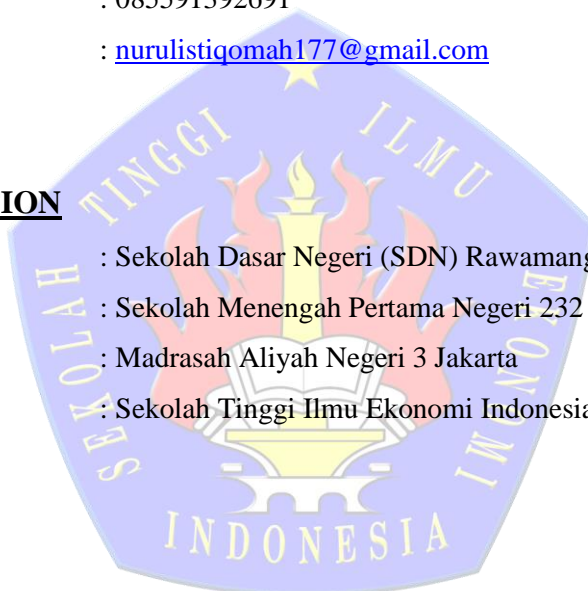 : nurulistiqomah177@gmail.com
ION
: Sekolah Dasar Negeri (SDN) Rawamang
: Sekolah Menengah Pertama Negeri 232
: Madrasah Aliyah Negeri 3 Jakarta
: Sekolah Tinggi Ilmu Ekonomi Indonesia
SEKOLAH TINGGI ILMU EKONOMI
INDONESIA